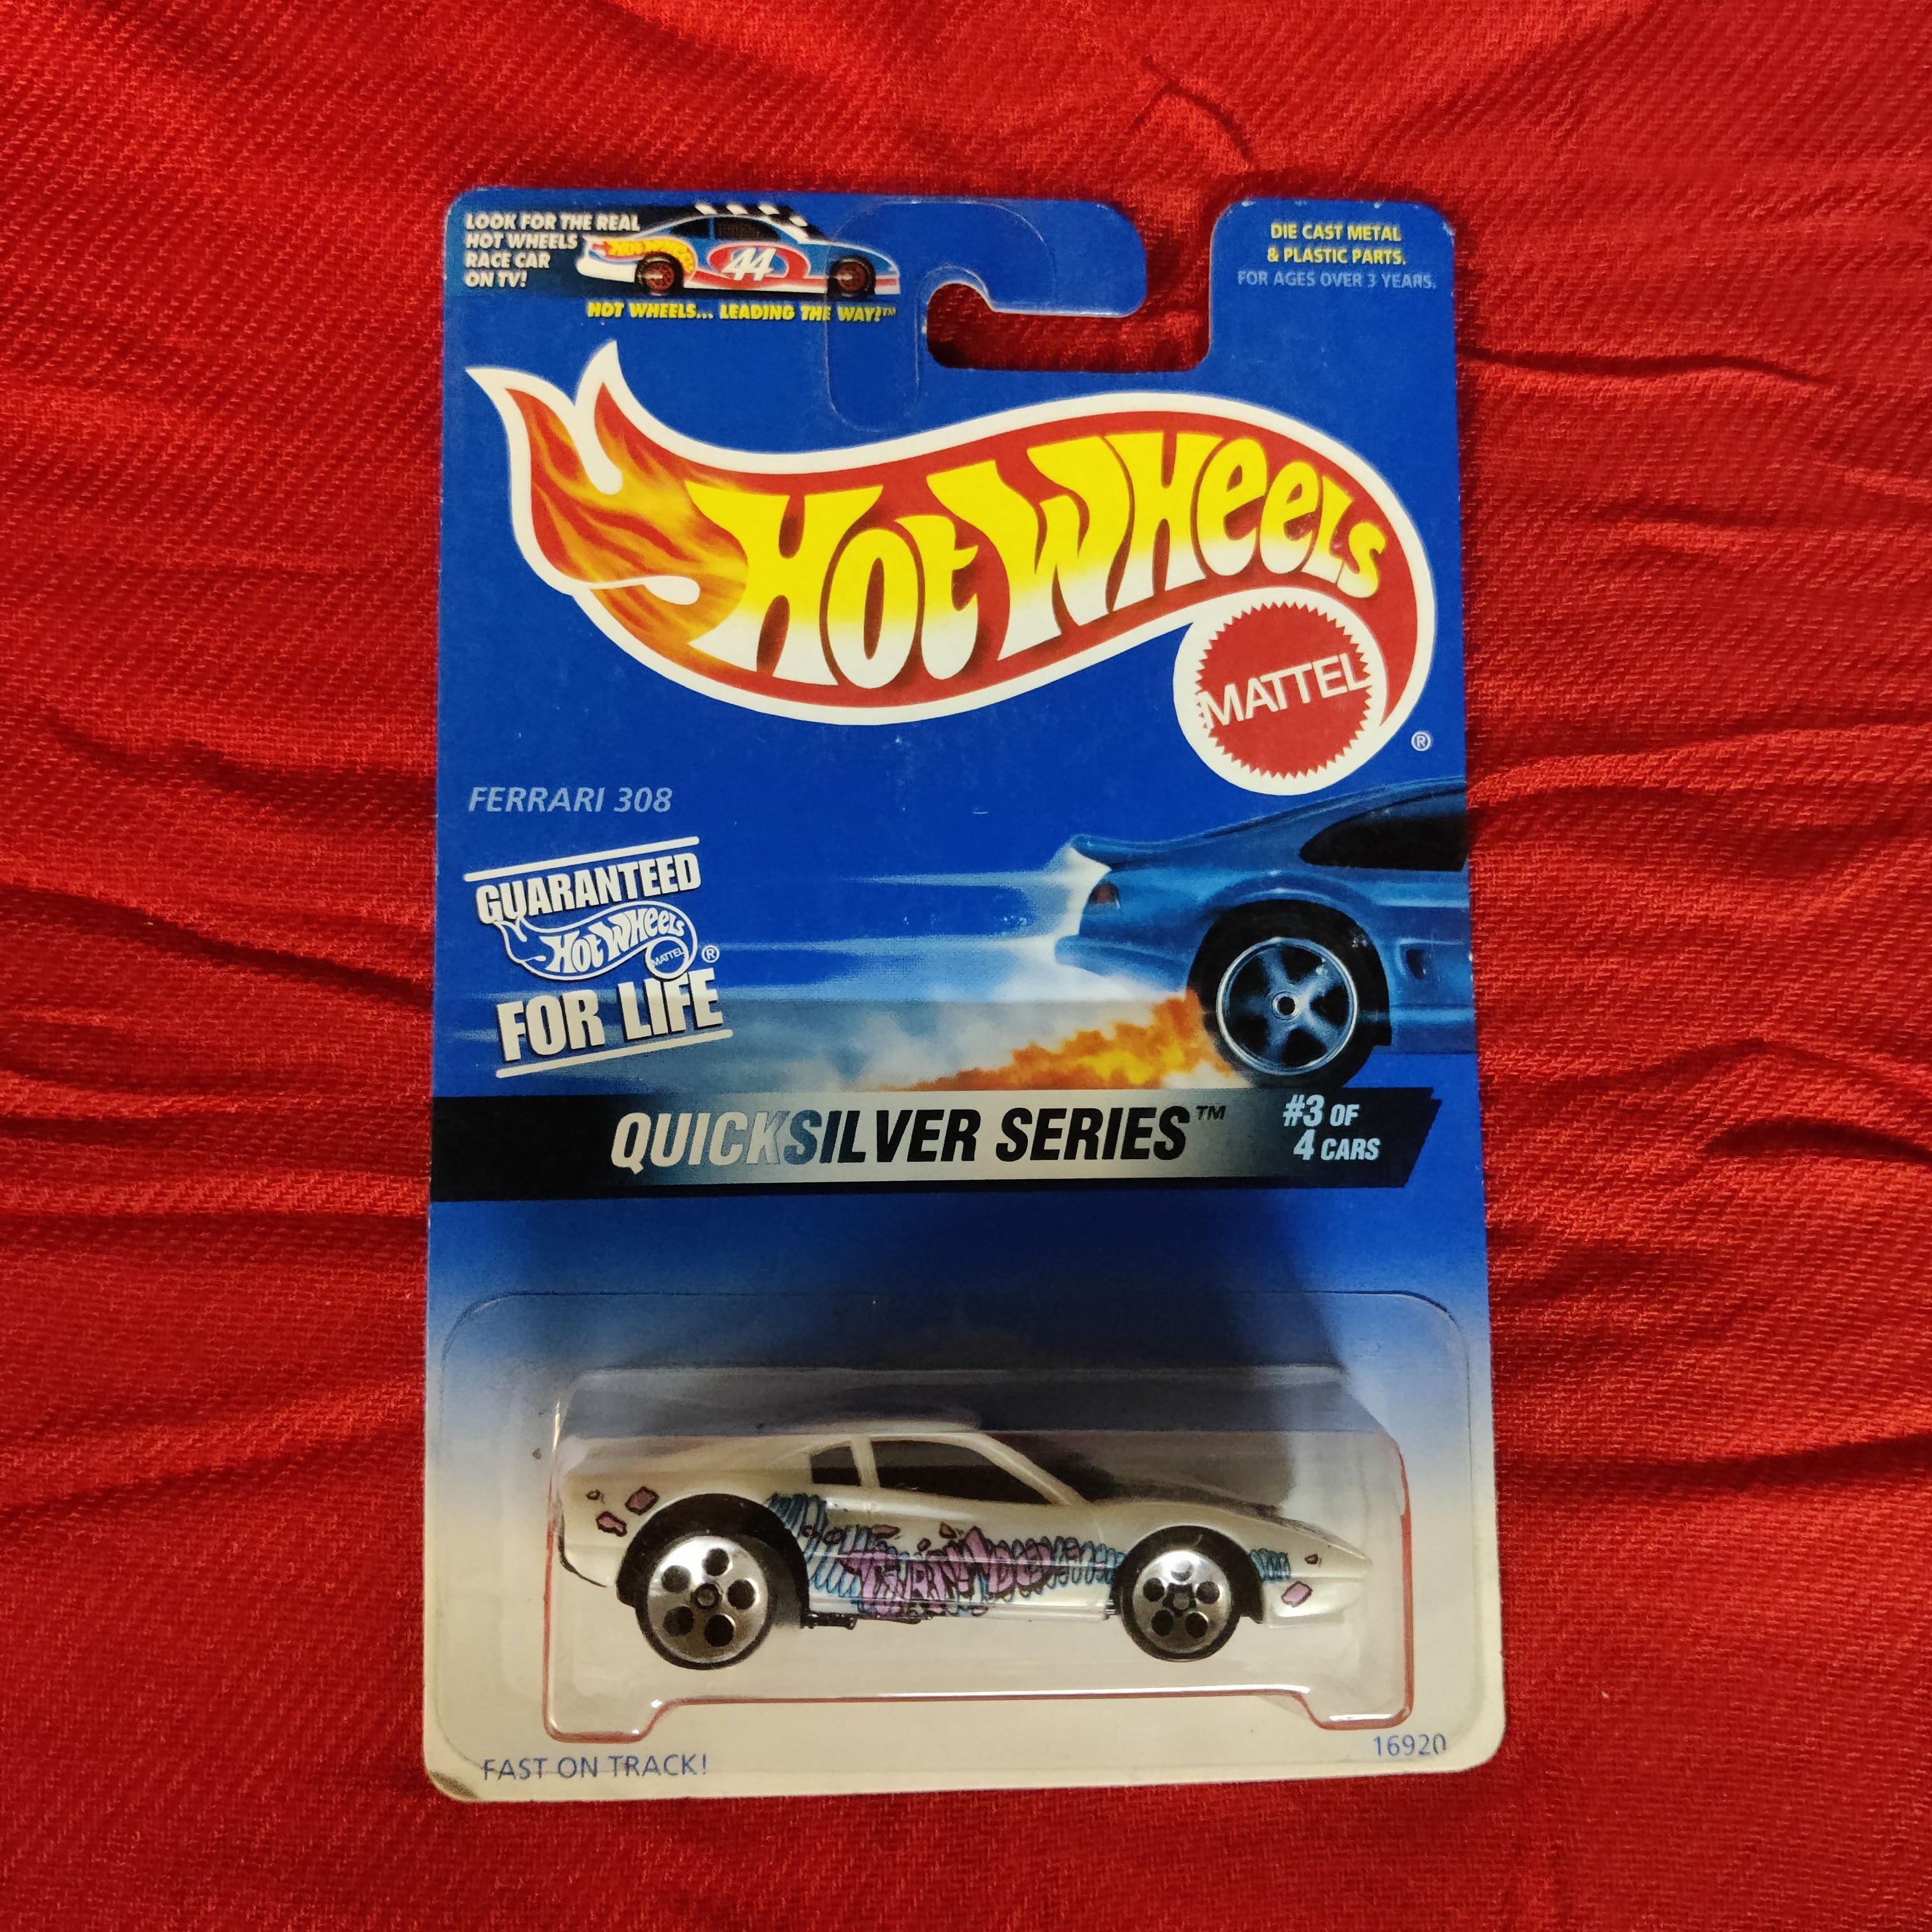 LOOK FOR THE REAL
HOT WHEELS
RACE CAR
ON TV!
HOT WHEELS
44
HOT WHEELS... LEADING THE WAY!™
DIE CAST METAL
& PLASTIC PARTS.
FOR AGES OVER 3 YEARS.
HOT WHEELS
MATTEL
®
FERRARI 308
GUARANTEED
HOT WHEELS
MATTEL ®
FOR LIFE
QUICKSILVER SERIES™
#3 OF
4 CARS
FAST ON TRACK!
16920